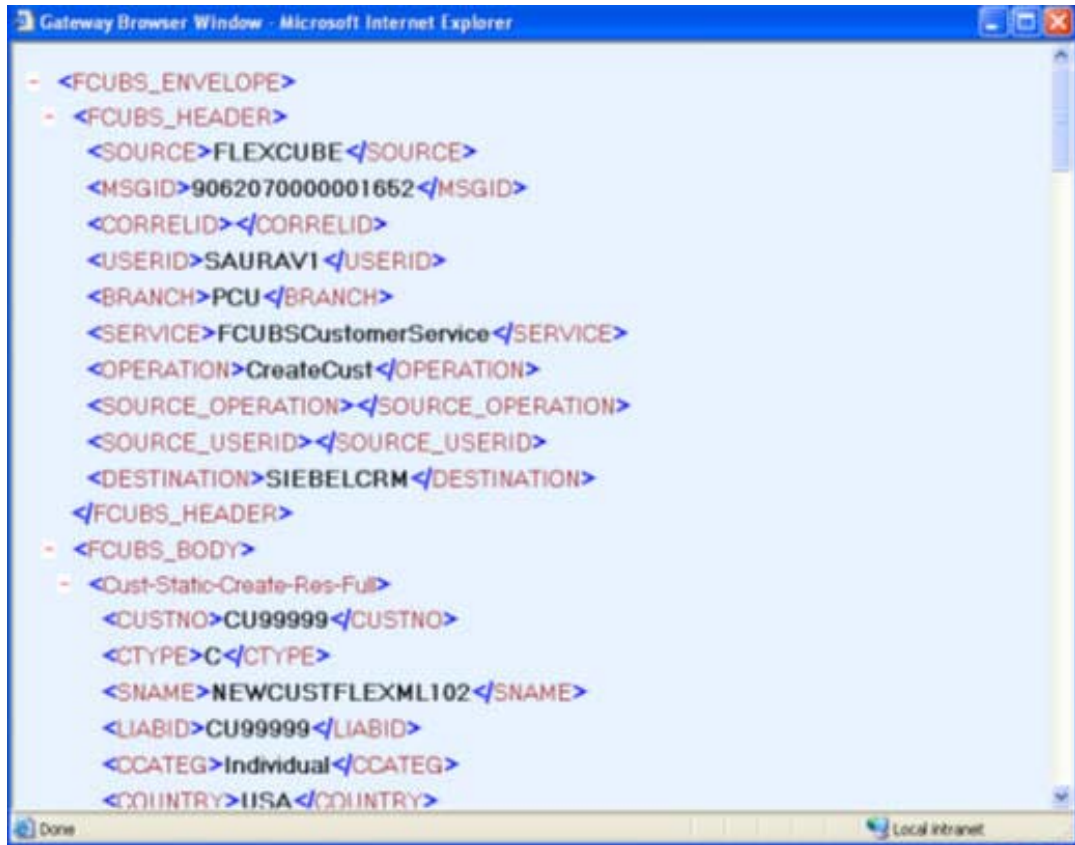 Gateway Browser Window - Microsoft Internet Explorer
- <FCUBS_ENVELOPE>
- <FCUBS_HEADER>
<SOURCE>FLEXCUBE</SOURCE>
<MSGID>9062070000001652</MSGID>
<CORRELID></CORRELID>
<USERID>SAURAV1</USERID>
<BRANCH>PCU</BRANCH>
<SERVICE>FCUBSCustomerService</SERVICE>
<OPERATION>CreateCust</OPERATION>
<SOURCE_OPERATION></SOURCE_OPERATION>
<SOURCE_USERID></SOURCE_USERID>
<DESTINATION>SIEBELCRM</DESTINATION>
</FCUBS_HEADER>
- <FCUBS_BODY>
- <Cust-Static-Create-Res-Full>
<CUSTNO>CU99999</CUSTNO>
<CTYPE>C</CTYPE>
<SNAME>NEWCUSTFLEXML102</SNAME>
<LIABID>CU99999</LIABID>
<CCATEG>Individual</CCATEG>
<COUNTRY>USA</COUNTRY>
Done
Local intranet